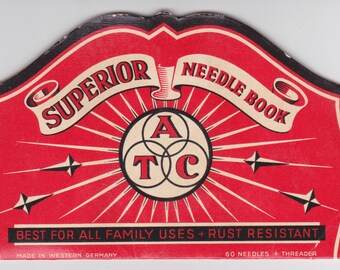 SUPERIOR NEEDLE BOOK
A
T C
BEST FOR ALL FAMILY USES + RUST RESISTANT
MADE IN WESTERN GERMANY 60 NEEDLES + THREADER